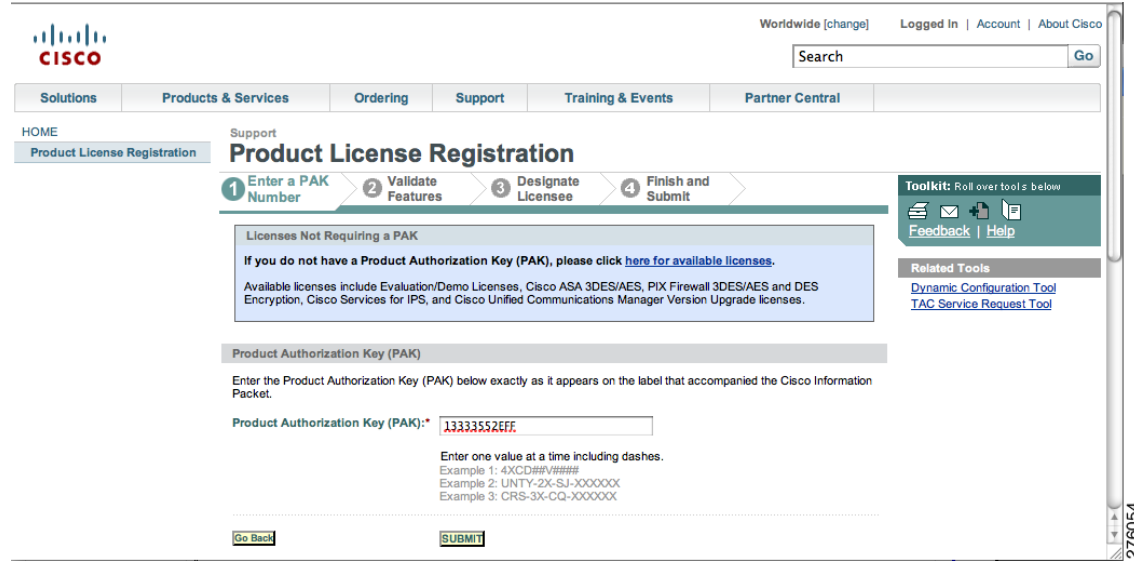 Worldwide [change] Logged In | Account | About Cisco
CISCO
Search Go
Solutions Products & Services Ordering Support Training & Events Partner Central
HOME
Product License Registration
Support
Product License Registration
1 Enter a PAK Number
2 Validate Features
3 Designate Licensee
4 Finish and Submit
Toolkit: Roll over tools below
Feedback | Help
Related Tools
Dynamic Configuration Tool
TAC Service Request Tool
Licenses Not Requiring a PAK
If you do not have a Product Authorization Key (PAK), please click here for available licenses.
Available licenses include Evaluation/Demo Licenses, Cisco ASA 3DES/AES, PIX Firewall 3DES/AES and DES
Encryption, Cisco Services for IPS, and Cisco Unified Communications Manager Version Upgrade licenses.
Product Authorization Key (PAK)
Enter the Product Authorization Key (PAK) below exactly as it appears on the label that accompanied the Cisco Information
Packet.
Product Authorization Key (PAK):* 13333552EFF
Enter one value at a time including dashes.
Example 1: 4XCD##V####
Example 2: UNTY-2X-SJ-XXXXXX
Example 3: CRS-3X-CQ-XXXXXX
Go Back SUBMIT
276054